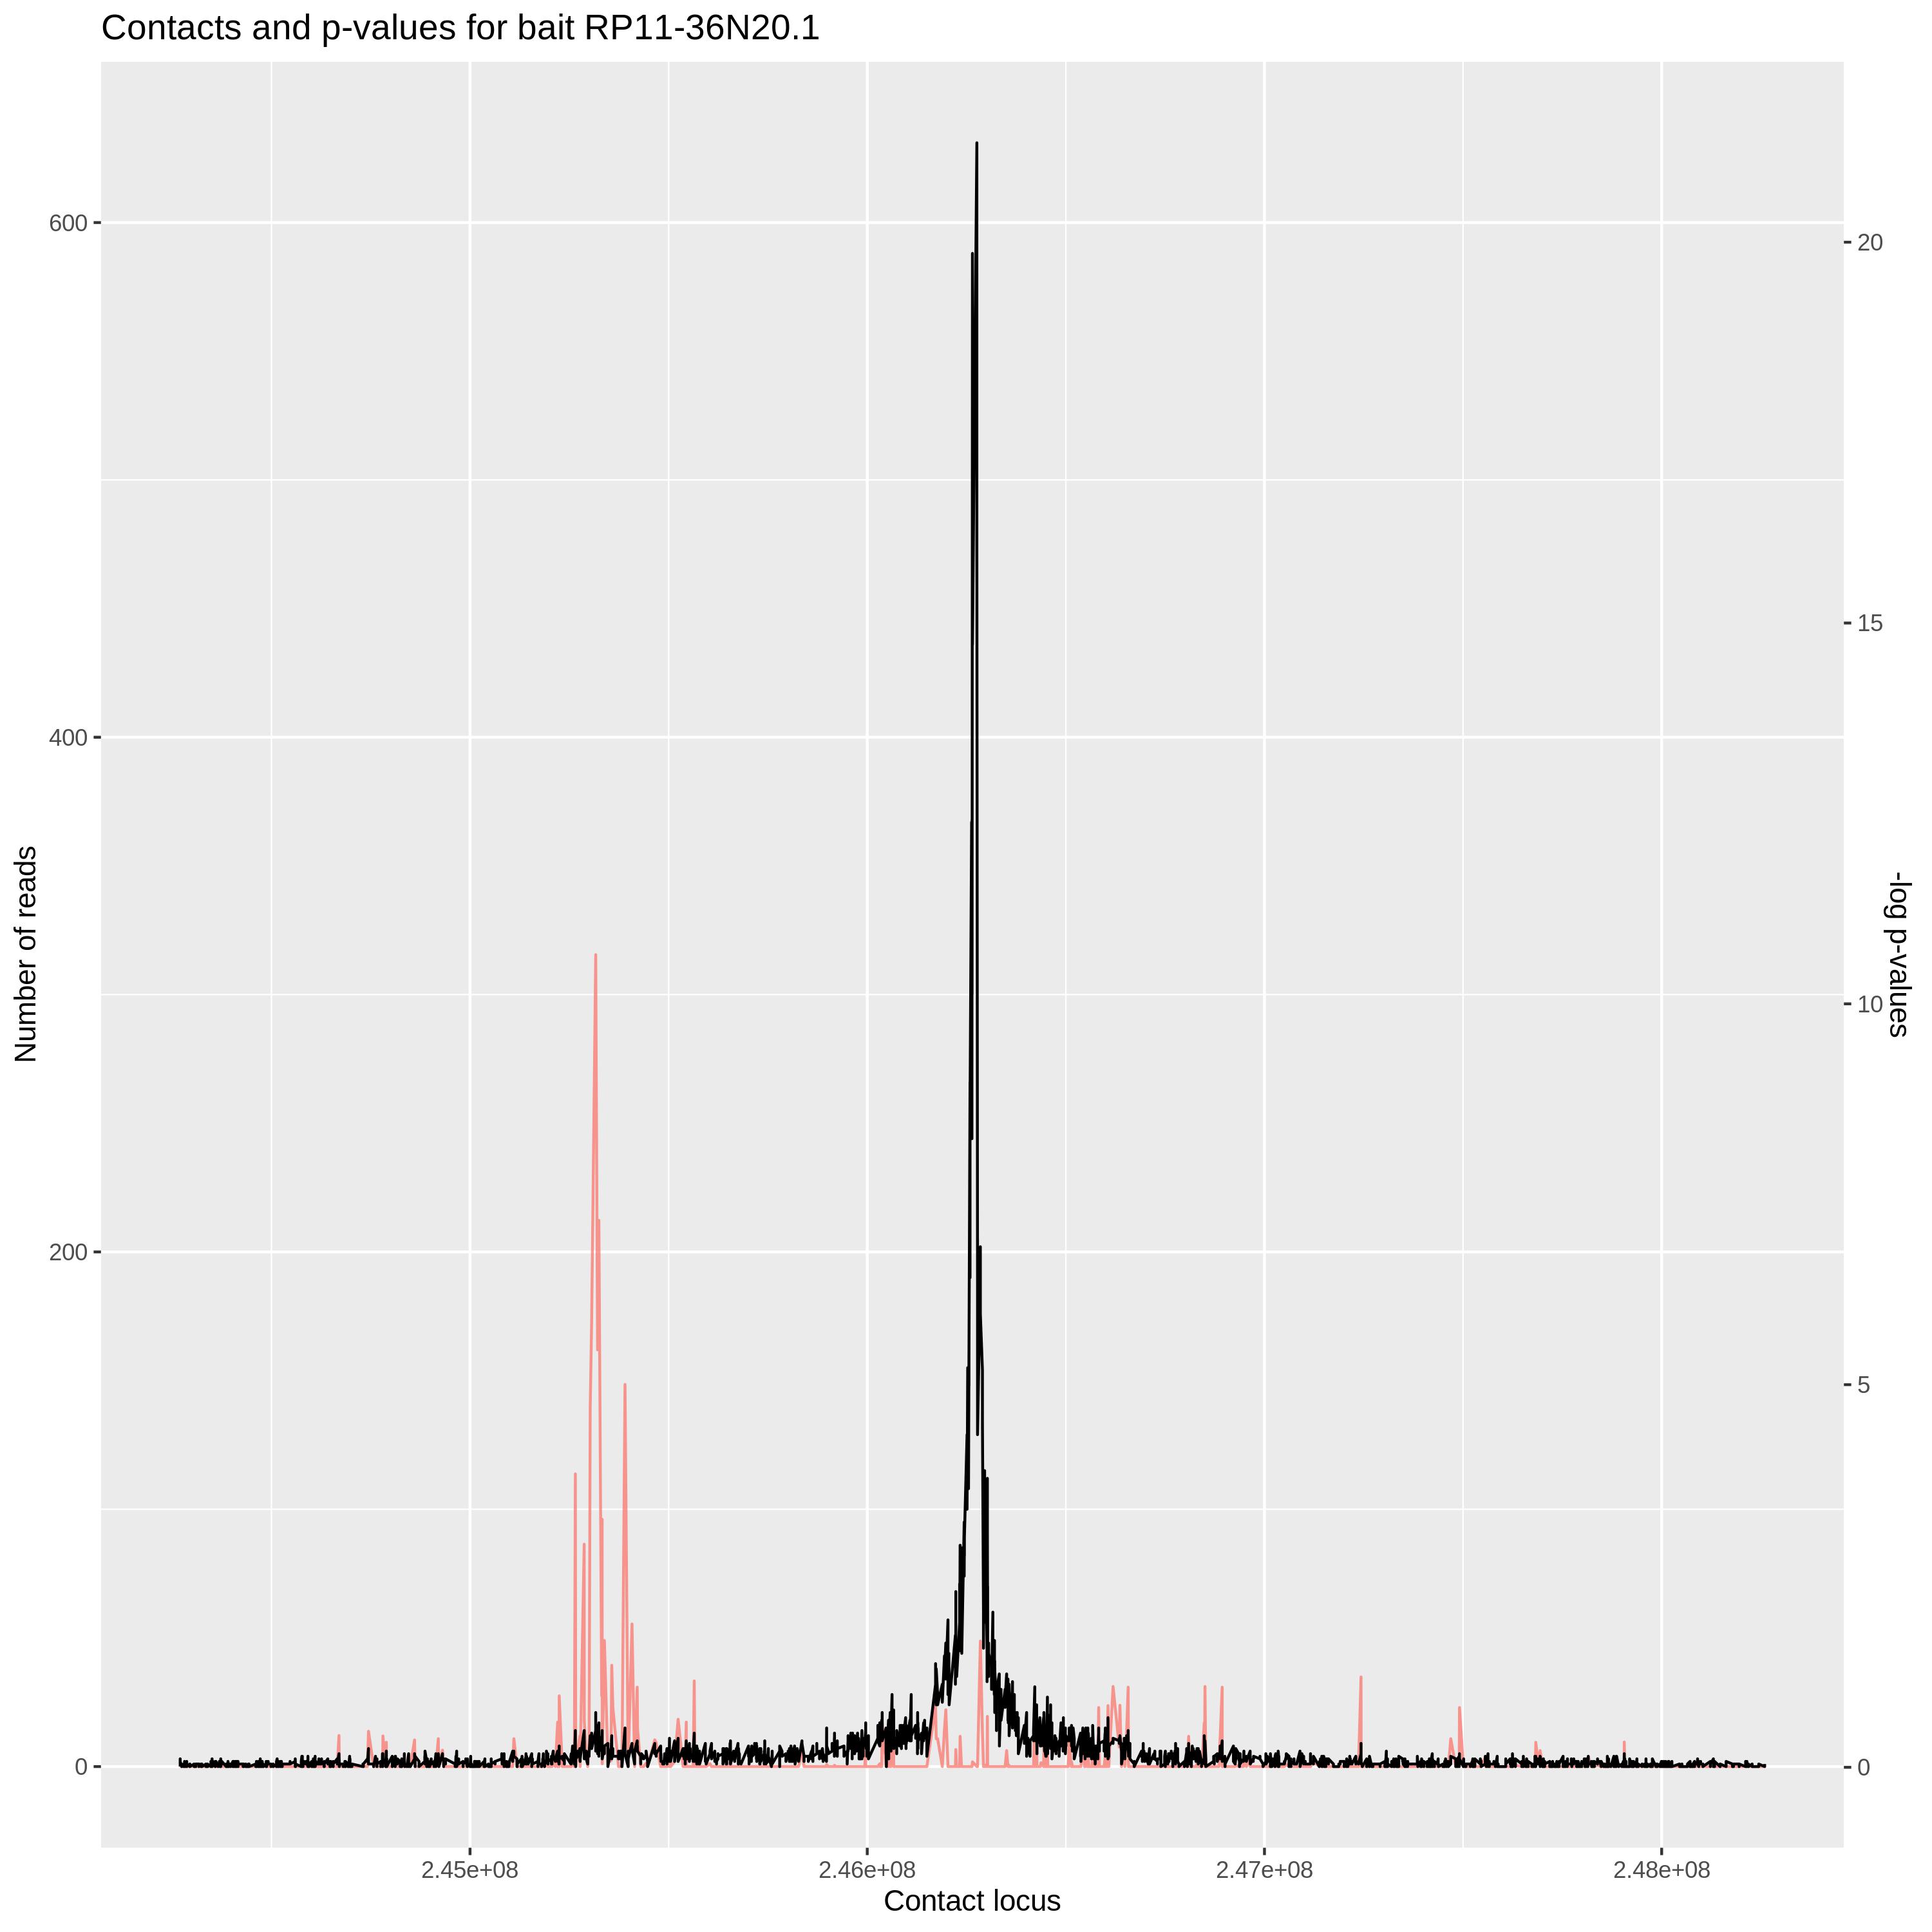 Contacts and p-values for bait RP11-36N20.1
600
400
200
0
Number of reads
20
15
10
5
0
-log p-values
2.45e+08
2.46e+08
2.47e+08
2.48e+08
Contact locus